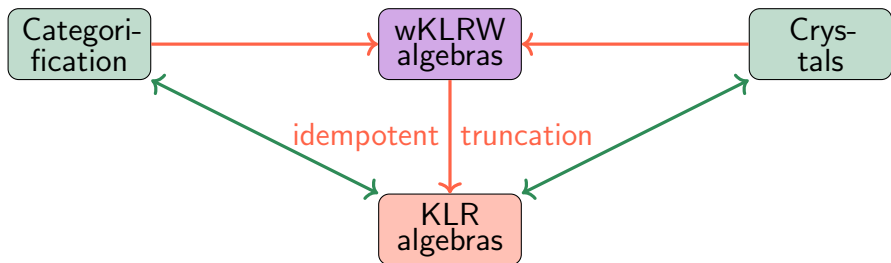 Categori-
fication
wKLRW
algebras
Crys-
tals
idempotent truncation
KLR
algebras